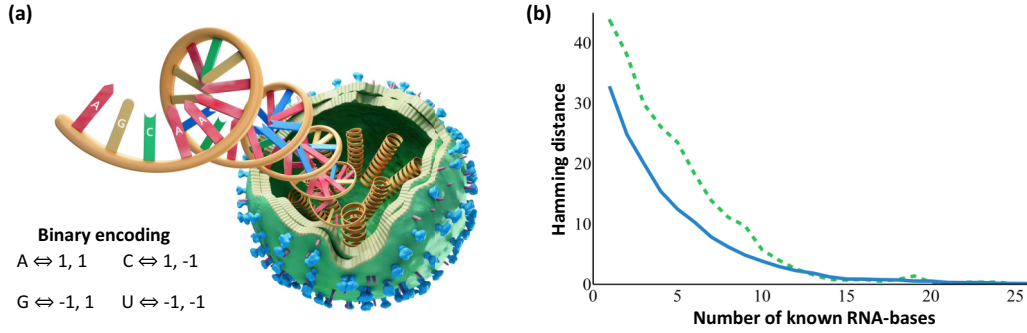 (a)
A
G
C
A
A
Binary encoding
A ⇔ 1, 1 C ⇔ 1, -1
G ⇔ -1, 1 U ⇔ -1, -1
(b)
Hamming distance
40
30
20
10
0
0 5 10 15 20 25
Number of known RNA-bases